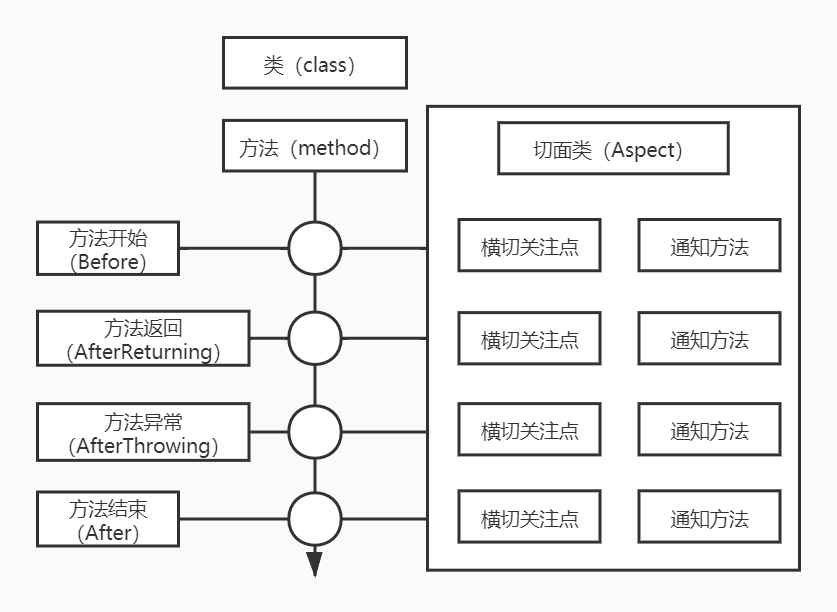 类（class）
方法（method）
切面类（Aspect）
方法开始
（Before）
横切关注点
通知方法
方法返回
（AfterReturning）
横切关注点
通知方法
方法异常
（AfterThrowing）
横切关注点
通知方法
方法结束
（After）
横切关注点
通知方法